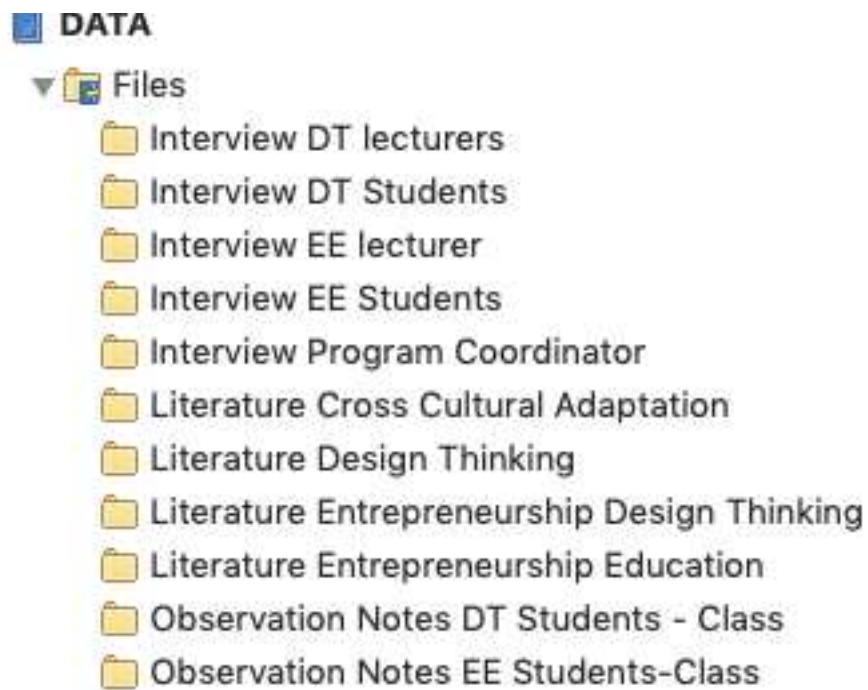 DATA
Files
Interview DT lecturers
Interview DT Students
Interview EE lecturer
Interview EE Students
Interview Program Coordinator
Literature Cross Cultural Adaptation
Literature Design Thinking
Literature Entrepreneurship Design Thinking
Literature Entrepreneurship Education
Observation Notes DT Students - Class
Observation Notes EE Students-Class